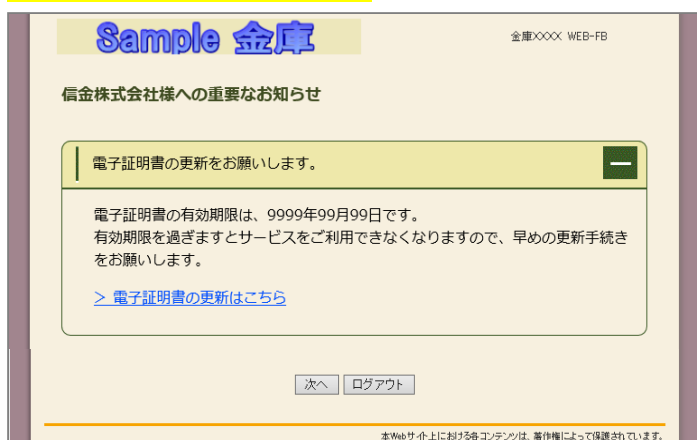 Sample 金庫
金庫XXXX WEB-FB
信金株式会社様への重要なお知らせ
電子証明書の更新をお願いします。
電子証明書の有効期限は、9999年99月99日です。
有効期限を過ぎますとサービスをご利用できなくなりますので、早めの更新手続き
をお願いします。
> 電子証明書の更新はこちら
次へ ログアウト
本Webサイト上における各コンテンツは、著作権によって保護されています。